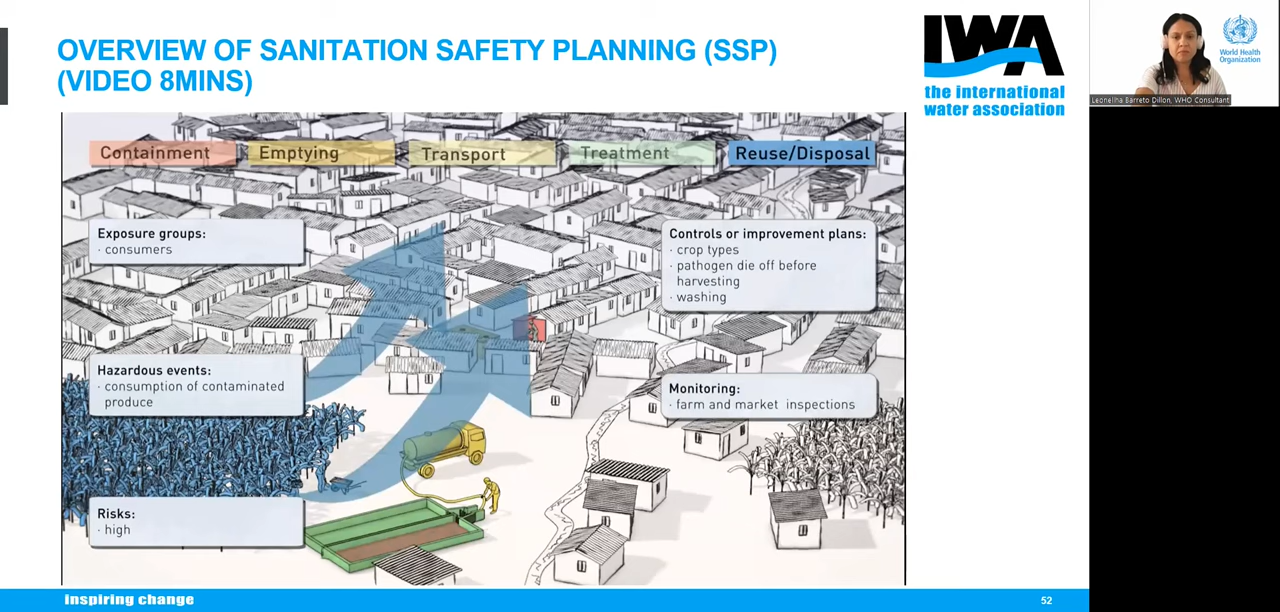 OVERVIEW OF SANITATION SAFETY PLANNING (SSP)
(VIDEO 8MINS)
IWA
the international
water association
World Health
Organization
Leonellha Barreto Dillon, WHO Consultant
Containment
Emptying
Transport
Treatment
Reuse/Disposal
Exposure groups:
· consumers
Controls or improvement plans:
· crop types
· pathogen die off before
harvesting
· washing
Hazardous events:
· consumption of contaminated
produce
Monitoring:
· farm and market inspections
Risks:
· high
inspiring change
52